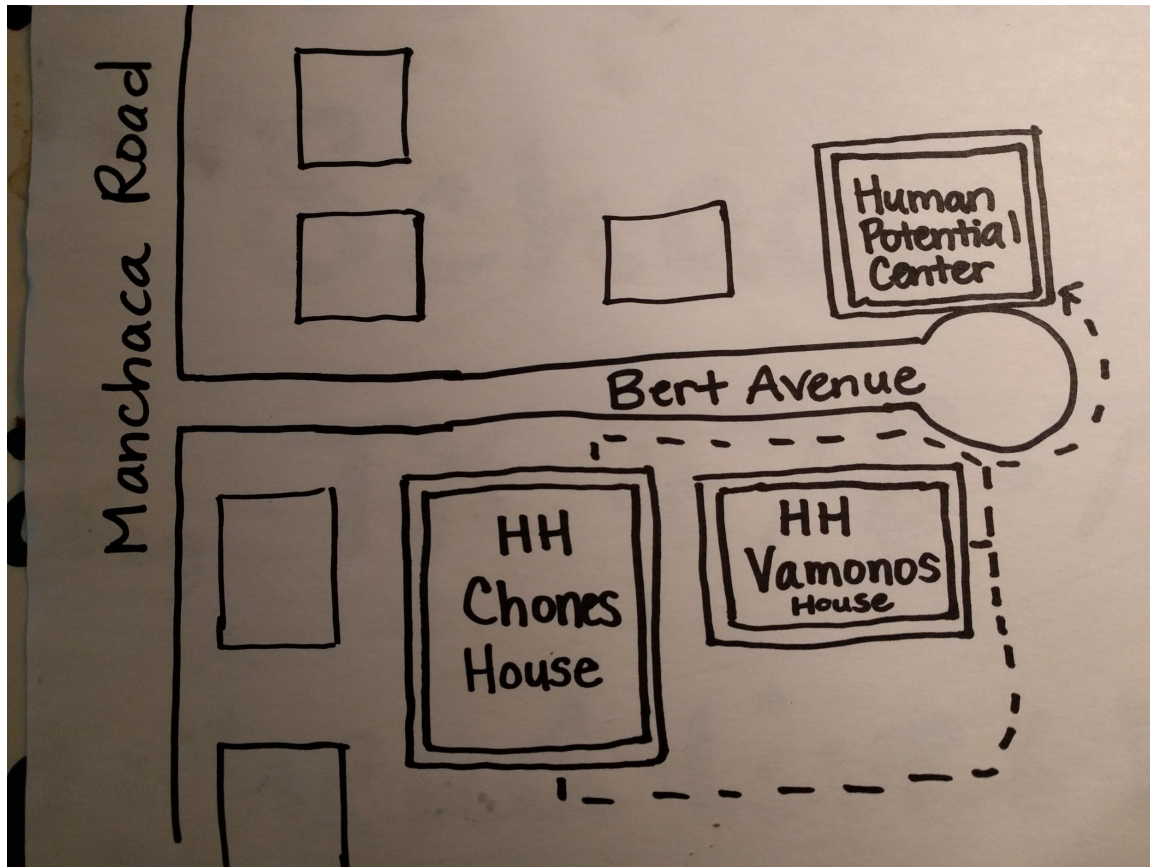 Manchaca Road
Human
Potential
Center
Bert Avenue
HH
Chones
House
HH
Vamonos
House